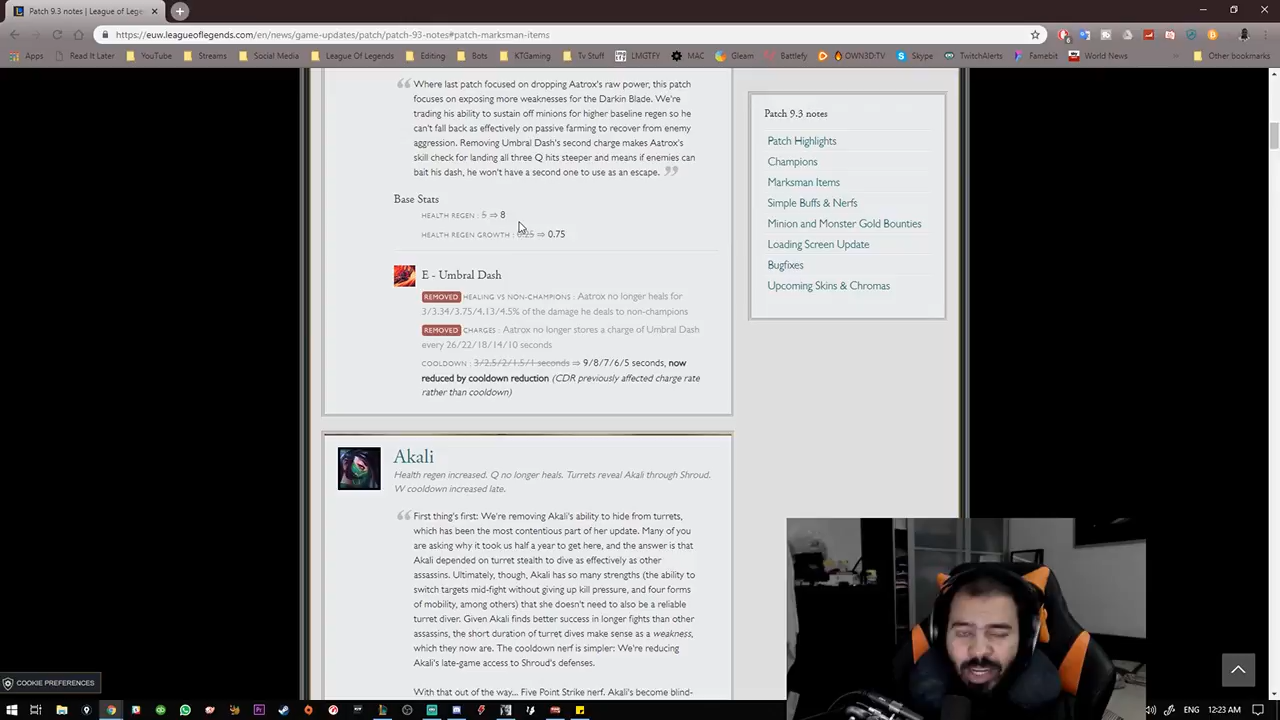 Patch 9.3 notes | League of Lege
https://euw.leagueoflegends.com/en/news/game-updates/patch/patch-93-notes#patch-marksman-items
Apps Read It Later YouTube Streams Social Media League Of Legends Editing Bots KTGaming Tv Stuff LMGTFY MAC Gleam Battlefy OWN3D:TV Skype TwitchAlerts Famebit World News Other bookmarks
Where last patch focused on dropping Aatrox's raw power, this patch
focuses on exposing more weaknesses for the Darkin Blade. We're
trading his ability to sustain off minions for higher baseline regen so he
can't fall back as effectively on passive farming to recover from enemy
aggression. Removing Umbral Dash's second charge makes Aatrox's
skill check for landing all three Q hits steeper and means if enemies can
bait his dash, he won't have a second one to use as an escape.
Base Stats
HEALTH REGEN : 5 ⇒ 8
HEALTH REGEN GROWTH : 0.25 ⇒ 0.75
E - Umbral Dash
REMOVED HEALING VS NON-CHAMPIONS : Aatrox no longer heals for
3/3.34/3.75/4.13/4.5% of the damage he deals to non-champions
REMOVED CHARGES : Aatrox no longer stores a charge of Umbral Dash
every 26/22/18/14/10 seconds
COOLDOWN : 3/2.5/2/1.5/1 seconds ⇒ 9/8/7/6/5 seconds, now
reduced by cooldown reduction (CDR previously affected charge rate
rather than cooldown)
Akali
Health regen increased. Q no longer heals. Turrets reveal Akali through Shroud.
W cooldown increased late.
First thing's first: We're removing Akali's ability to hide from turrets,
which has been the most contentious part of her update. Many of you
are asking why it took us half a year to get here, and the answer is that
Akali depended on turret stealth to dive as effectively as other
assassins. Ultimately, though, Akali has so many strengths (the ability to
switch targets mid-fight without giving up kill pressure, and four forms
of mobility, among others) that she doesn't need to also be a reliable
turret diver. Given Akali finds better success in longer fights than other
assassins, the short duration of turret dives make sense as a weakness,
which they now are. The cooldown nerf is simpler: We're reducing
Akali's late-game access to Shroud's defenses.
With that out of the way... Five Point Strike nerf. Akali's become blind-
Patch 9.3 notes
Patch Highlights
Champions
Marksman Items
Simple Buffs & Nerfs
Minion and Monster Gold Bounties
Loading Screen Update
Bugfixes
Upcoming Skins & Chromas
COOKIE PREFERENCES
ENG 12:23 AM